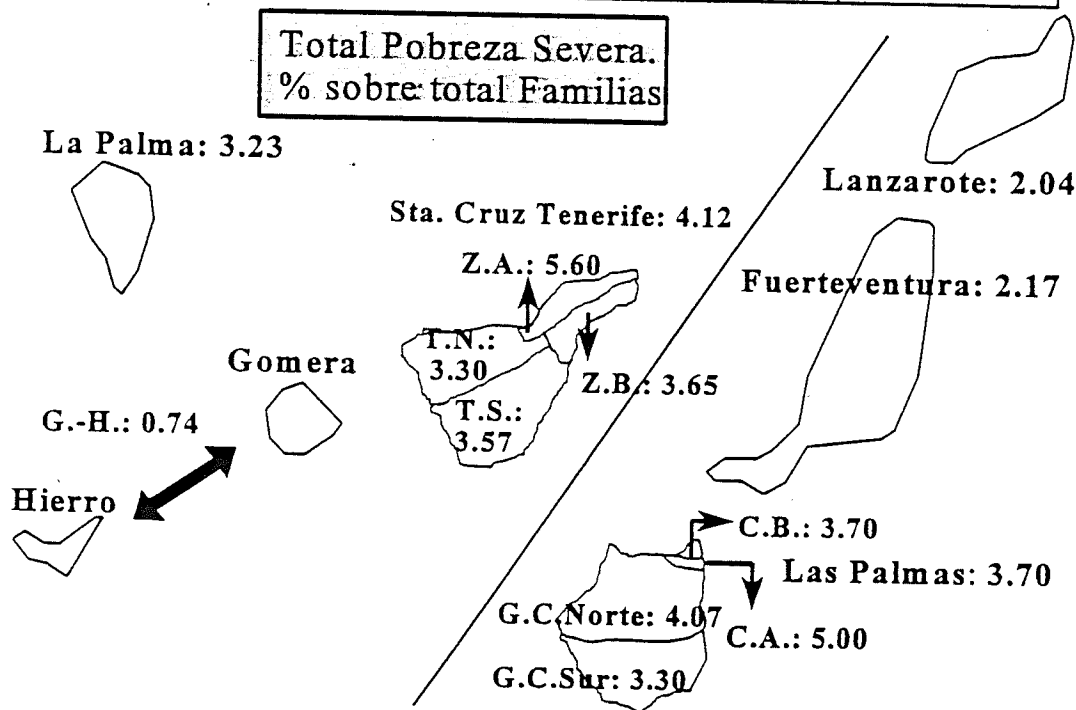 Total Pobreza Severa.
% sobre total Familias
La Palma: 3.23
Lanzarote: 2.04
Sta. Cruz Tenerife: 4.12
Z.A.: 5.60
Fuerteventura: 2.17
T.N.:
3.30
Gomera
Z.B.: 3.65
T.S.:
3.57
G.-H.: 0.74
Hierro
C.B.: 3.70
Las Palmas: 3.70
G.C.Norte: 4.07
C.A.: 5.00
G.C.Sur: 3.30